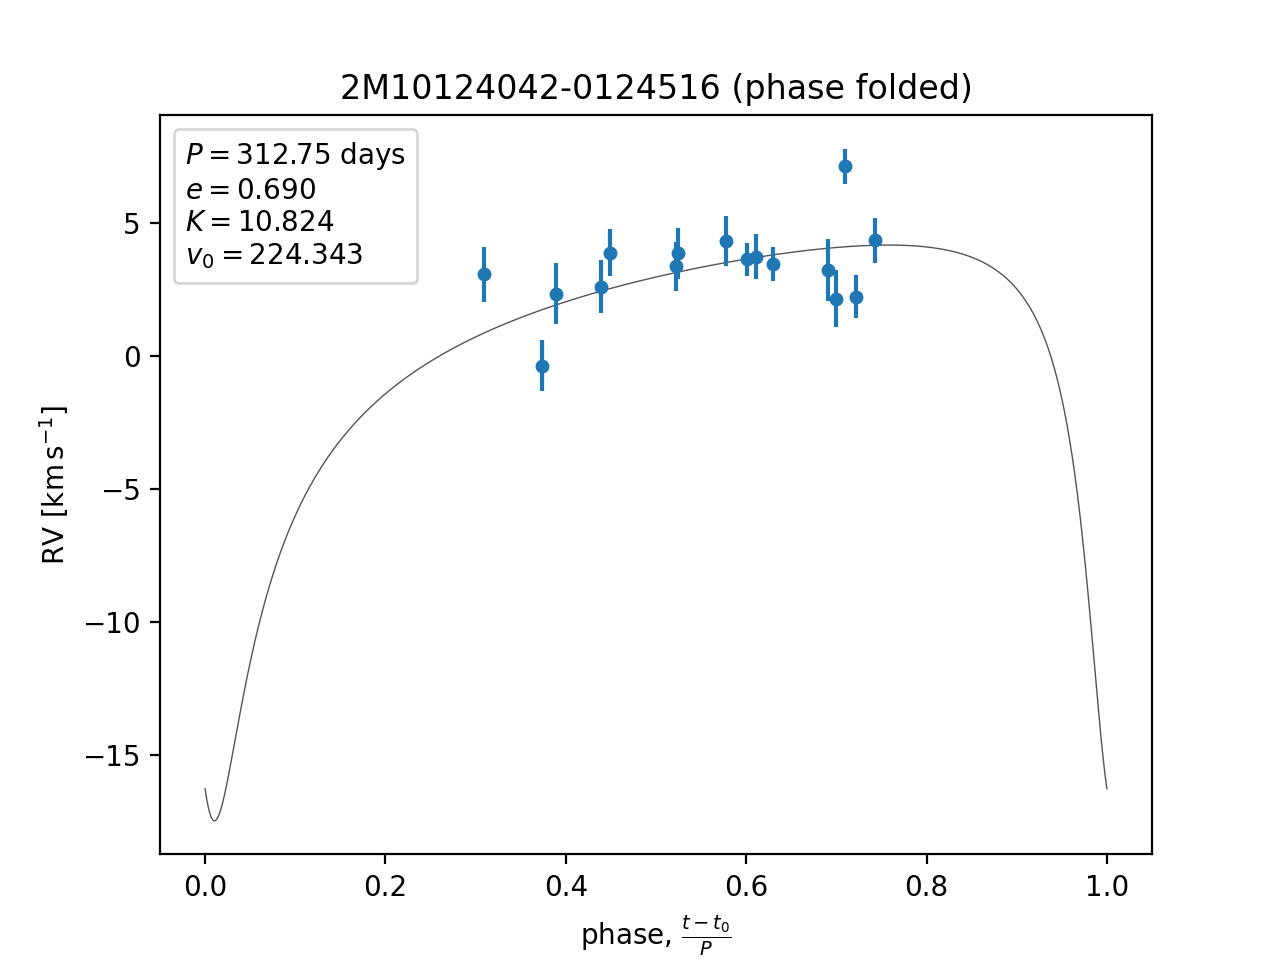 2M10124042-0124516 (phase folded)
P = 312.75 days
e = 0.690
K = 10.824
v₀ = 224.343
5
0
−5
−10
−15
RV [km s⁻¹]
0.0 0.2 0.4 0.6 0.8 1.0
phase, (t − t₀)/P